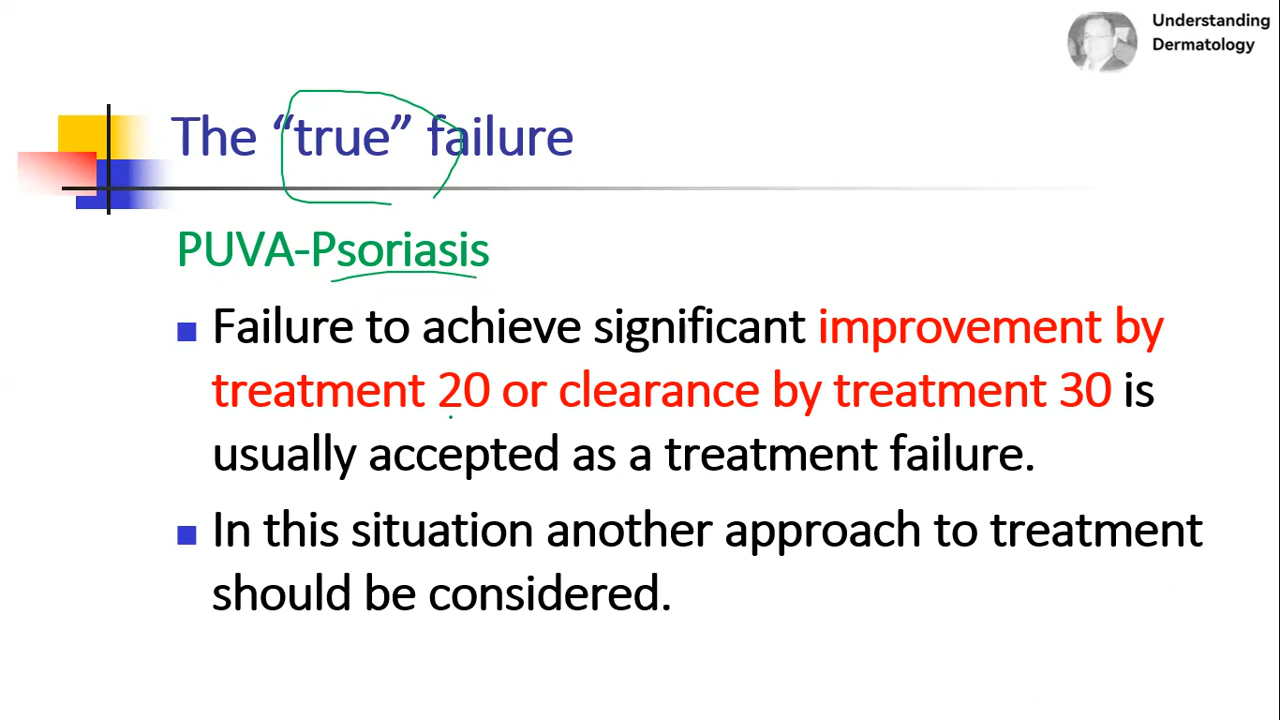 Understanding
Dermatology
The “true” failure
PUVA-Psoriasis
Failure to achieve significant improvement by
treatment 20 or clearance by treatment 30 is
usually accepted as a treatment failure.
In this situation another approach to treatment
should be considered.